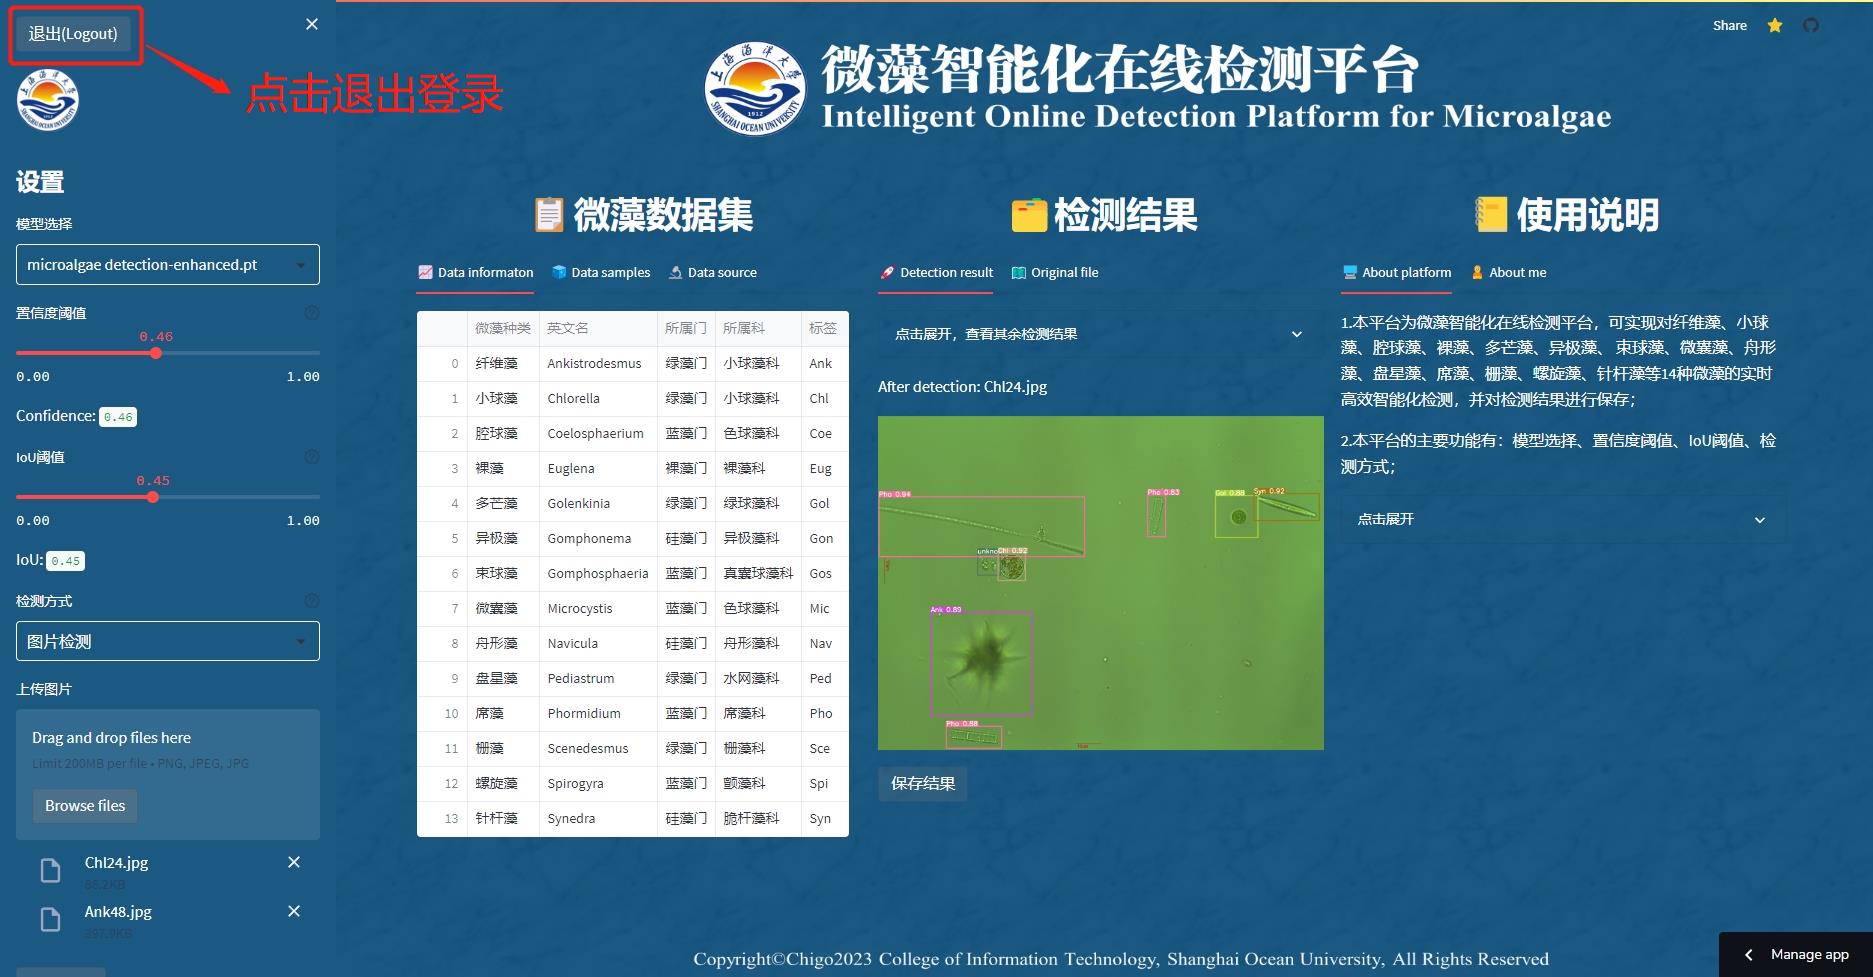 退出(Logout)
点击退出登录
Share
上海海洋大学
SHANGHAI OCEAN UNIVERSITY
1912
微藻智能化在线检测平台
Intelligent Online Detection Platform for Microalgae
设置
模型选择
microalgae detection-enhanced.pt
置信度阈值
0.46
0.00 1.00
Confidence: 0.46
IoU阈值
0.45
0.00 1.00
IoU: 0.45
检测方式
图片检测
上传图片
Drag and drop files here
Limit 200MB per file • PNG, JPEG, JPG
Browse files
Chl24.jpg
Ank48.jpg
微藻数据集
Data informaton Data samples Data source
微藻种类 英文名 所属门 所属科 标签
0 纤维藻 Ankistrodesmus 绿藻门 小球藻科 Ank
1 小球藻 Chlorella 绿藻门 小球藻科 Chl
2 腔球藻 Coelosphaerium 蓝藻门 色球藻科 Coe
3 裸藻 Euglena 裸藻门 裸藻科 Eug
4 多芒藻 Golenkinia 绿藻门 绿球藻科 Gol
5 异极藻 Gomphonema 硅藻门 异极藻科 Gon
6 束球藻 Gomphosphaeria 蓝藻门 真囊球藻科 Gos
7 微囊藻 Microcystis 蓝藻门 色球藻科 Mic
8 舟形藻 Navicula 硅藻门 舟形藻科 Nav
9 盘星藻 Pediastrum 绿藻门 水网藻科 Ped
10 席藻 Phormidium 蓝藻门 席藻科 Pho
11 栅藻 Scenedesmus 绿藻门 栅藻科 Sce
12 螺旋藻 Spirogyra 蓝藻门 颤藻科 Spi
13 针杆藻 Synedra 硅藻门 脆杆藻科 Syn
检测结果
Detection result Original file
点击展开，查看其余检测结果
After detection: Chl24.jpg
Pho 0.94
Pho 0.83
Gol 0.88
Syn 0.92
unkno
Chl 0.92
Ank 0.89
Pho 0.88
保存结果
使用说明
About platform About me
1.本平台为微藻智能化在线检测平台，可实现对纤维藻、小球
藻、腔球藻、裸藻、多芒藻、异极藻、 束球藻、微囊藻、舟形
藻、盘星藻、席藻、栅藻、螺旋藻、针杆藻等14种微藻的实时
高效智能化检测，并对检测结果进行保存；
2.本平台的主要功能有：模型选择、置信度阈值、IoU阈值、检
测方式；
点击展开
Copyright©Chigo2023 College of Information Technology, Shanghai Ocean University, All Rights Reserved
Manage app